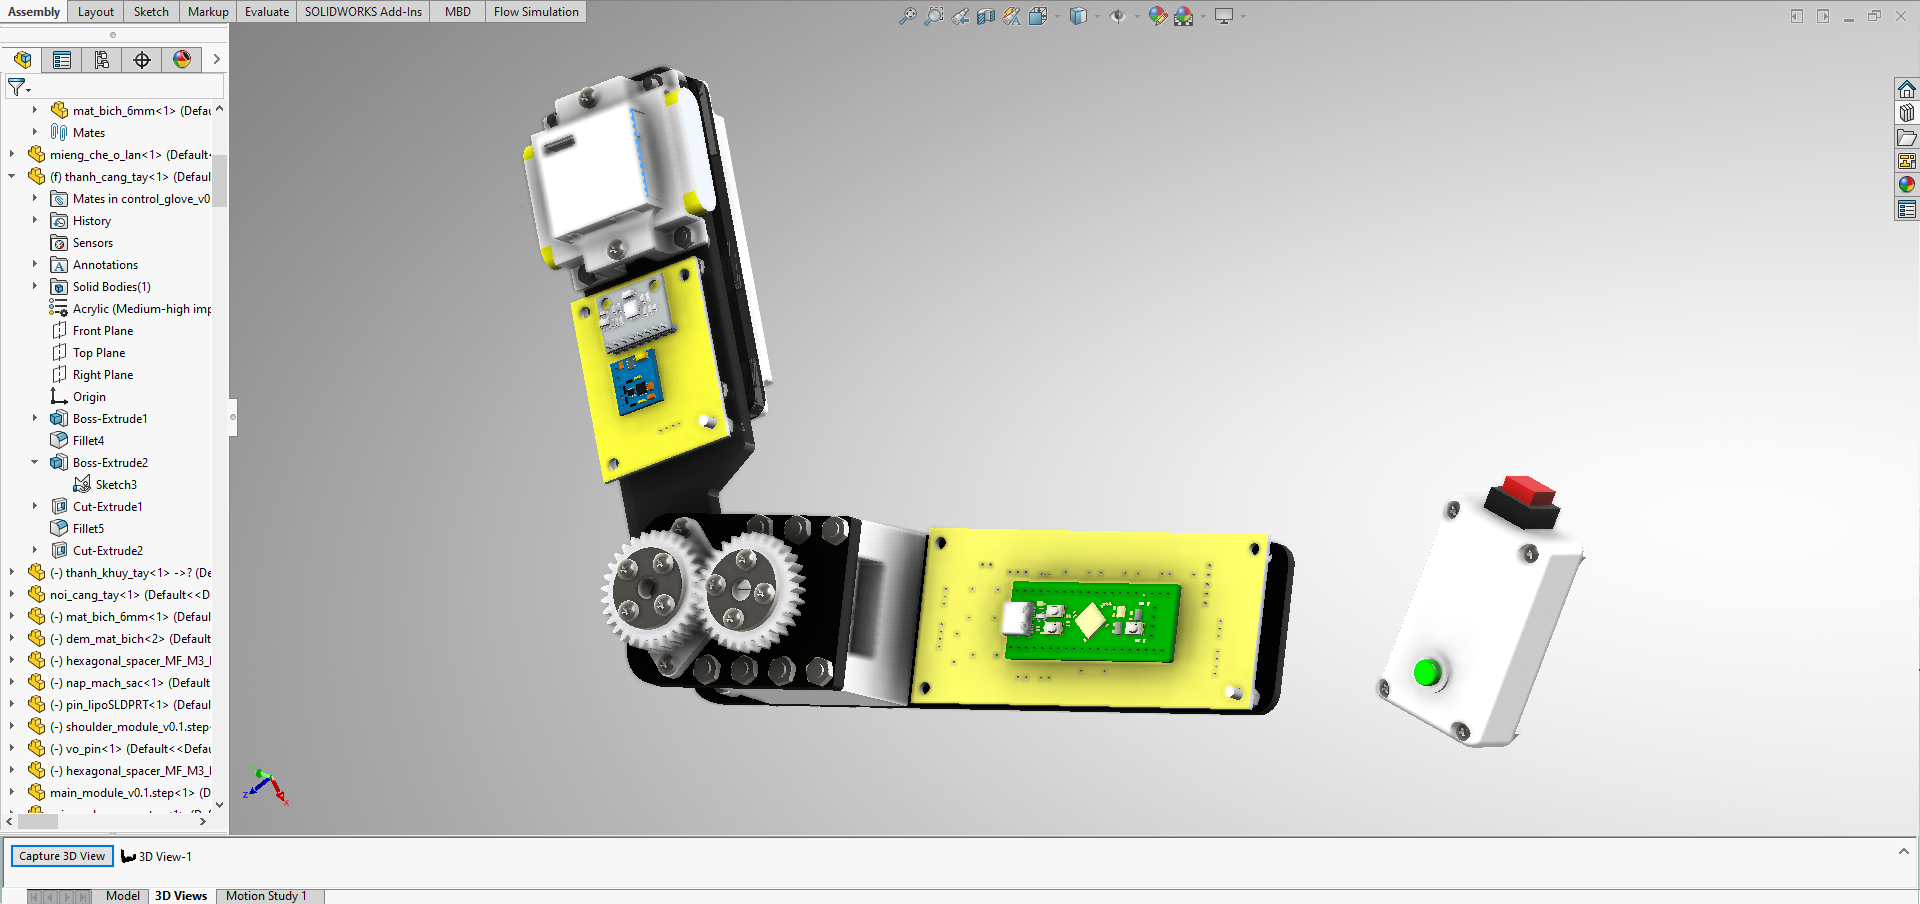 Assembly Layout Sketch Markup Evaluate SOLIDWORKS Add-Ins MBD Flow Simulation
mat_bich_6mm<1> (Defau
Mates
mieng_che_o_lan<1> (Default<
(f) thanh_cang_tay<1> (Defaul
Mates in control_glove_v0
History
Sensors
Annotations
Solid Bodies(1)
Acrylic (Medium-high imp
Front Plane
Top Plane
Right Plane
Origin
Boss-Extrude1
Fillet4
Boss-Extrude2
Sketch3
Cut-Extrude1
Fillet5
Cut-Extrude2
(-) thanh_khuy_tay<1> ->? (De
noi_cang_tay<1> (Default<<D
(-) mat_bich_6mm<1> (Defaul
(-) dem_mat_bich<2> (Default
(-) hexagonal_spacer_MF_M3_
(-) nap_mach_sac<1> (Default
(-) pin_lipoSLDPRT<1> (Default
(-) shoulder_module_v0.1.step
(-) vo_pin<1> (Default<<Defau
(-) hexagonal_spacer_MF_M3_
main_module_v0.1.step<1> (D
Z X
Capture 3D View 3D View-1
Model 3D Views Motion Study 1